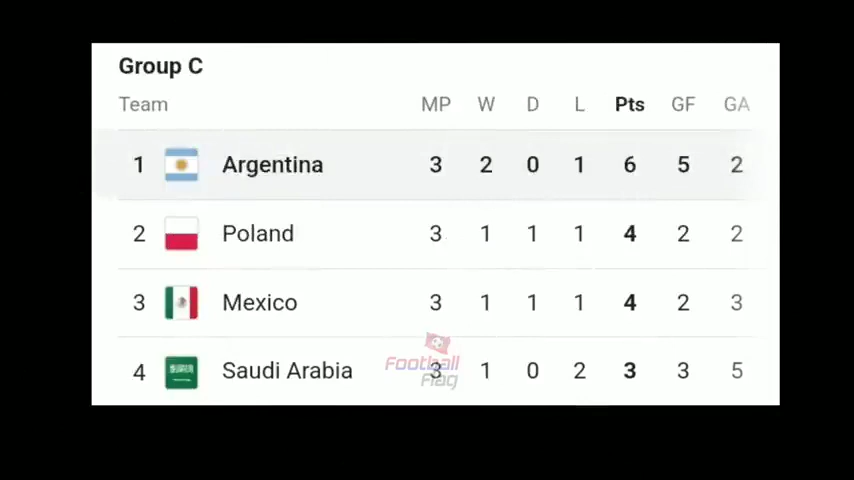 Group C
Team MP W D L Pts GF GA
1 Argentina 3 2 0 1 6 5 2
2 Poland 3 1 1 1 4 2 2
3 Mexico 3 1 1 1 4 2 3
4 Saudi Arabia 3 1 0 2 3 3 5
Football
Flag